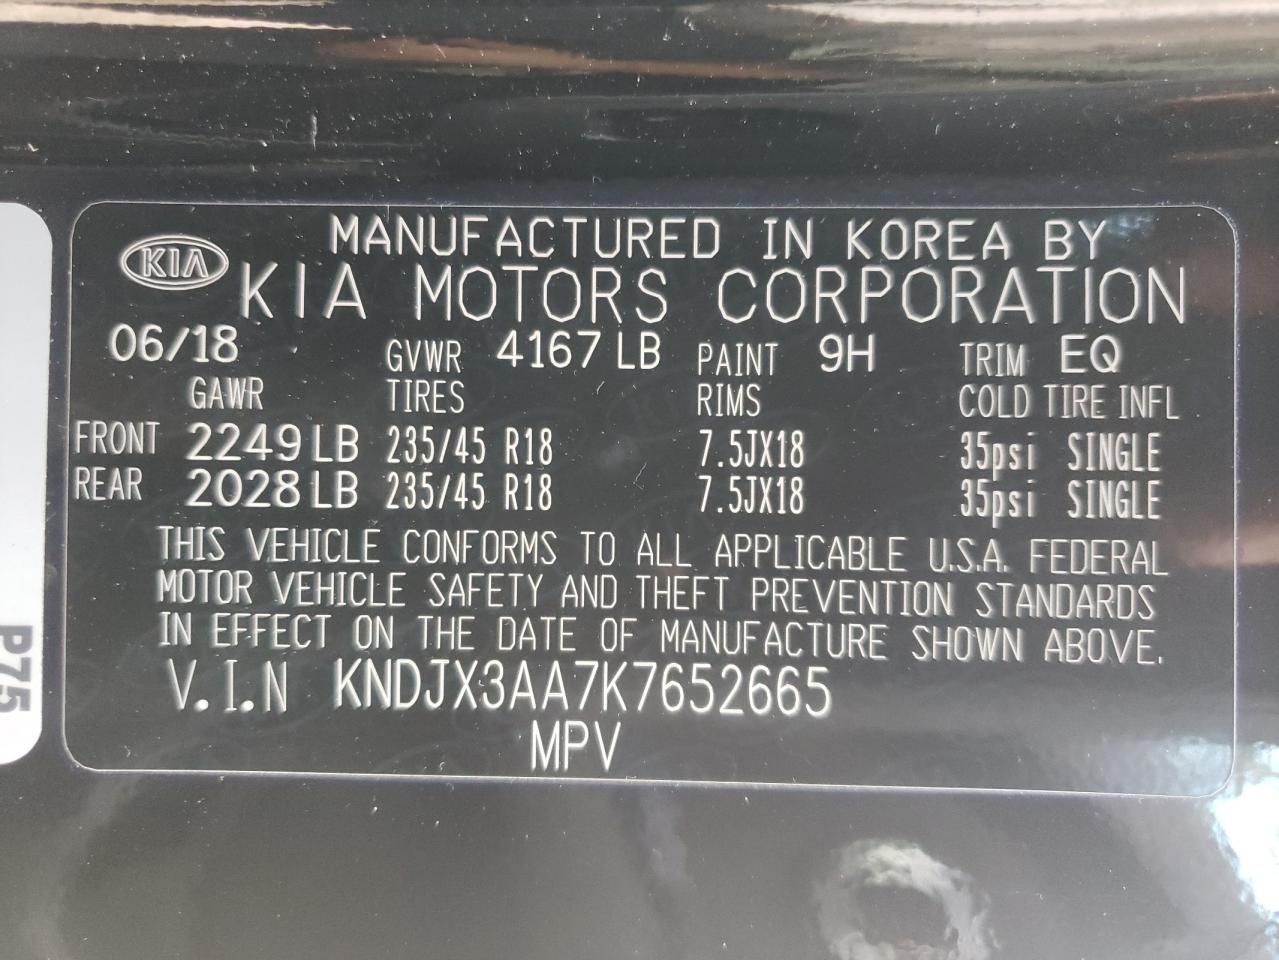 MANUFACTURED IN KOREA BY
KIA KIA MOTORS CORPORATION
06/18 GVWR 4167 LB PAINT 9H TRIM EQ
GAWR TIRES RIMS COLD TIRE INFL
FRONT 2249 LB 235/45 R18 7.5JX18 35psi SINGLE
REAR 2028 LB 235/45 R18 7.5JX18 35psi SINGLE
THIS VEHICLE CONFORMS TO ALL APPLICABLE U.S.A. FEDERAL
MOTOR VEHICLE SAFETY AND THEFT PREVENTION STANDARDS
IN EFFECT ON THE DATE OF MANUFACTURE SHOWN ABOVE.
V.I.N KNDJX3AA7K7652665
MPV
P75